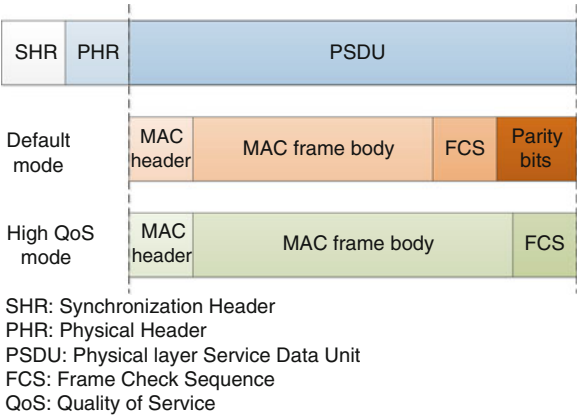 SHR PHR PSDU
Default mode
MAC header
MAC frame body
FCS
Parity bits
High QoS mode
MAC header
MAC frame body
FCS
SHR: Synchronization Header
PHR: Physical Header
PSDU: Physical layer Service Data Unit
FCS: Frame Check Sequence
QoS: Quality of Service